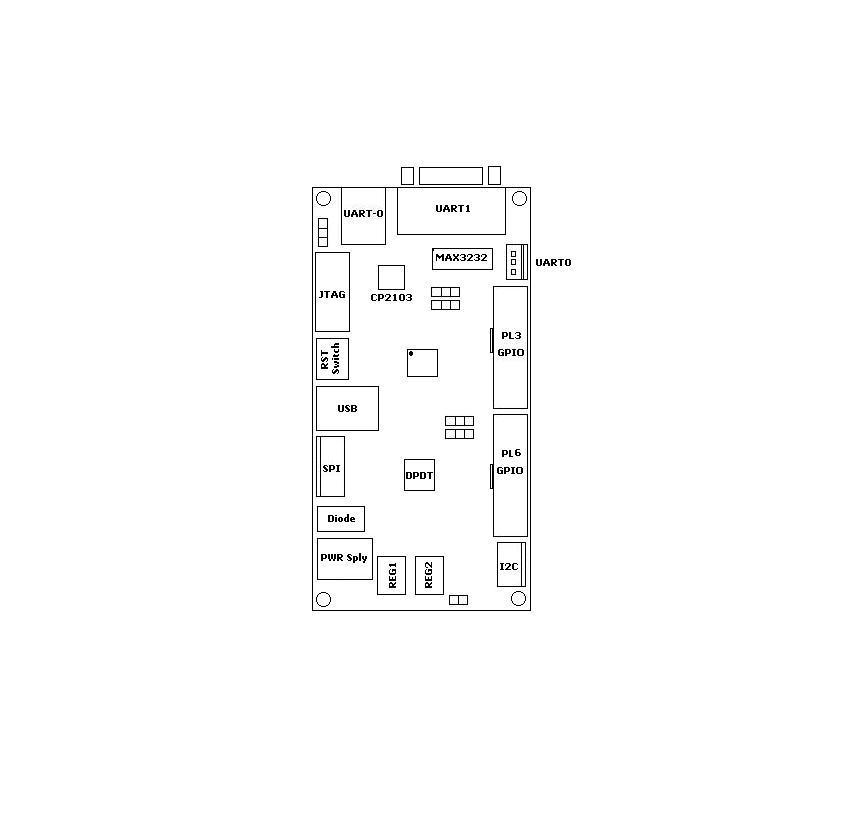 UART-0
UART1
MAX3232
UART0
JTAG
CP2103
PL3
GPIO
RST
Switch
USB
PL6
GPIO
SPI
DPDT
Diode
PWR Sply
REG1
REG2
I2C